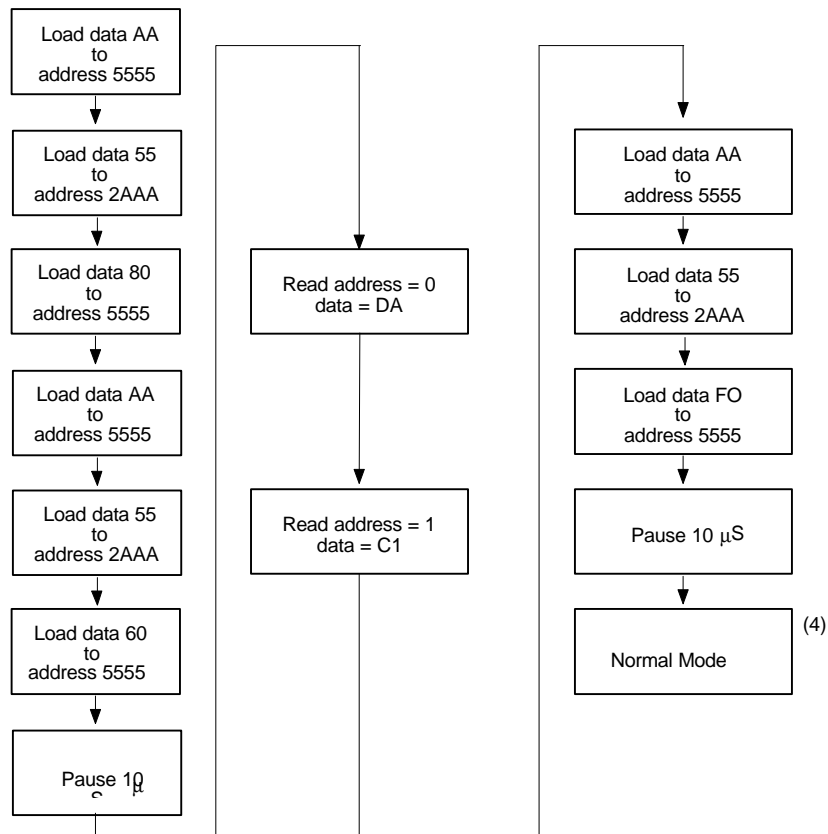 Load data AA
to
address 5555
Load data 55
to
address 2AAA
Load data 80
to
address 5555
Load data AA
to
address 5555
Load data 55
to
address 2AAA
Load data 60
to
address 5555
Pause 10
μS
Read address = 0
data = DA
Read address = 1
data = C1
Load data AA
to
address 5555
Load data 55
to
address 2AAA
Load data FO
to
address 5555
Pause 10 μS
Normal Mode
(4)